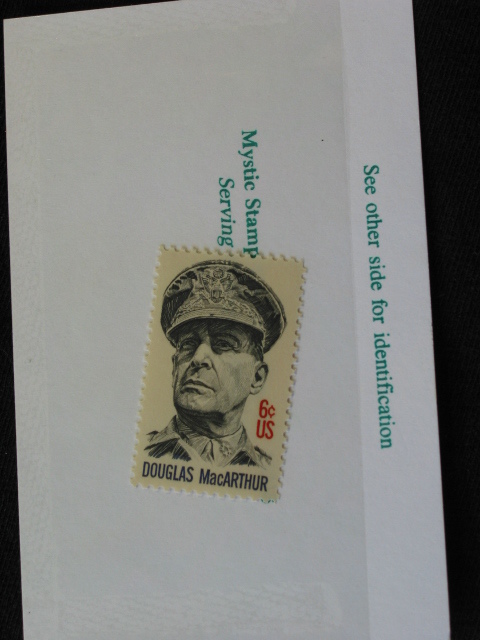 See other side for identification
Mystic Stamp
Serving
6¢
US
DOUGLAS MacARTHUR